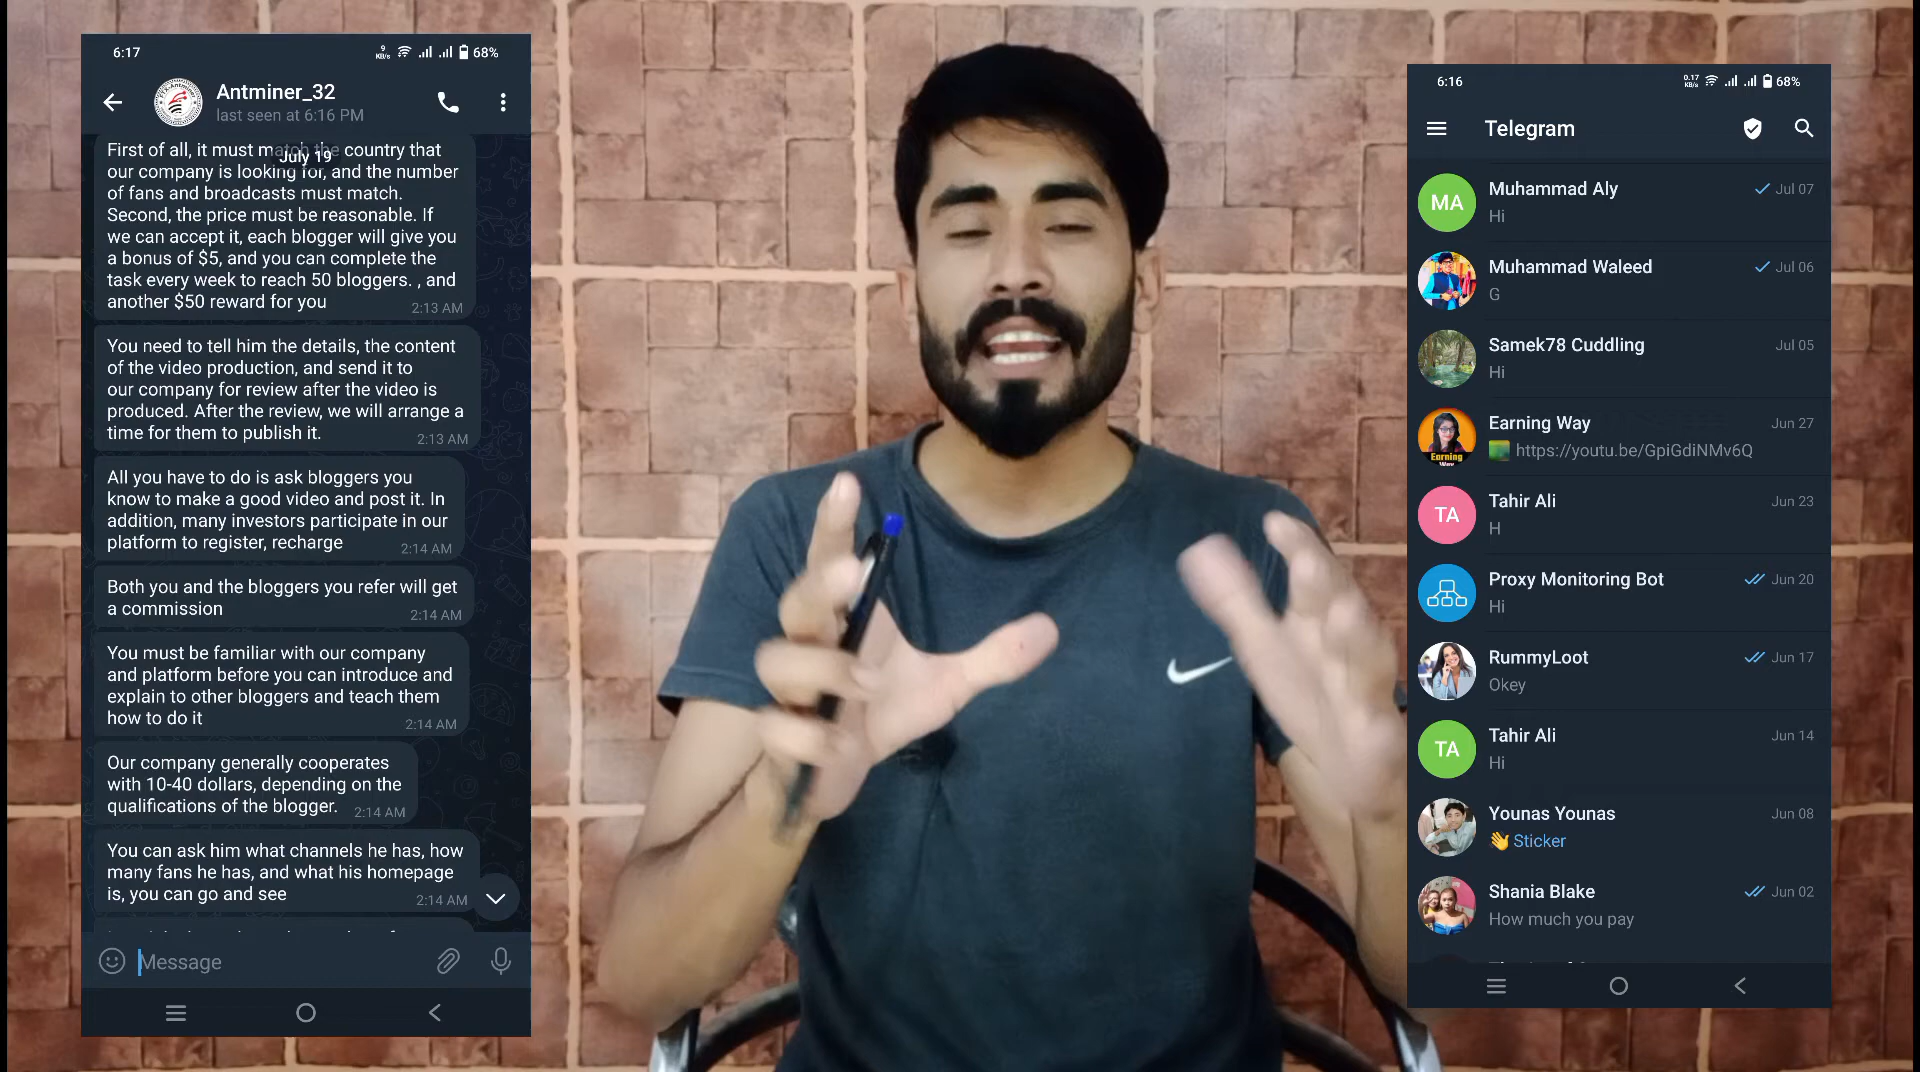 6:17
9
KB/s
68%
Antminer_32
last seen at 6:16 PM
July 19
First of all, it must match the country that
our company is looking for, and the number
of fans and broadcasts must match.
Second, the price must be reasonable. If
we can accept it, each blogger will give you
a bonus of $5, and you can complete the
task every week to reach 50 bloggers. , and
another $50 reward for you
2:13 AM
You need to tell him the details, the content
of the video production, and send it to
our company for review after the video is
produced. After the review, we will arrange a
time for them to publish it.
2:13 AM
All you have to do is ask bloggers you
know to make a good video and post it. In
addition, many investors participate in our
platform to register, recharge
2:14 AM
Both you and the bloggers you refer will get
a commission
2:14 AM
You must be familiar with our company
and platform before you can introduce and
explain to other bloggers and teach them
how to do it
2:14 AM
Our company generally cooperates
with 10-40 dollars, depending on the
qualifications of the blogger.
2:14 AM
You can ask him what channels he has, how
many fans he has, and what his homepage
is, you can go and see
2:14 AM
Message
6:16
0.17
KB/s
68%
Telegram
MA
Muhammad Aly
Jul 07
Hi
Muhammad Waleed
Jul 06
G
Samek78 Cuddling
Jul 05
Hi
Earning Way
Jun 27
https://youtu.be/GpiGdiNMv6Q
Earning
Way
TA
Tahir Ali
Jun 23
H
Proxy Monitoring Bot
Jun 20
Hi
RummyLoot
Jun 17
Okey
TA
Tahir Ali
Jun 14
Hi
Younas Younas
Jun 08
👋 Sticker
Shania Blake
Jun 02
How much you pay